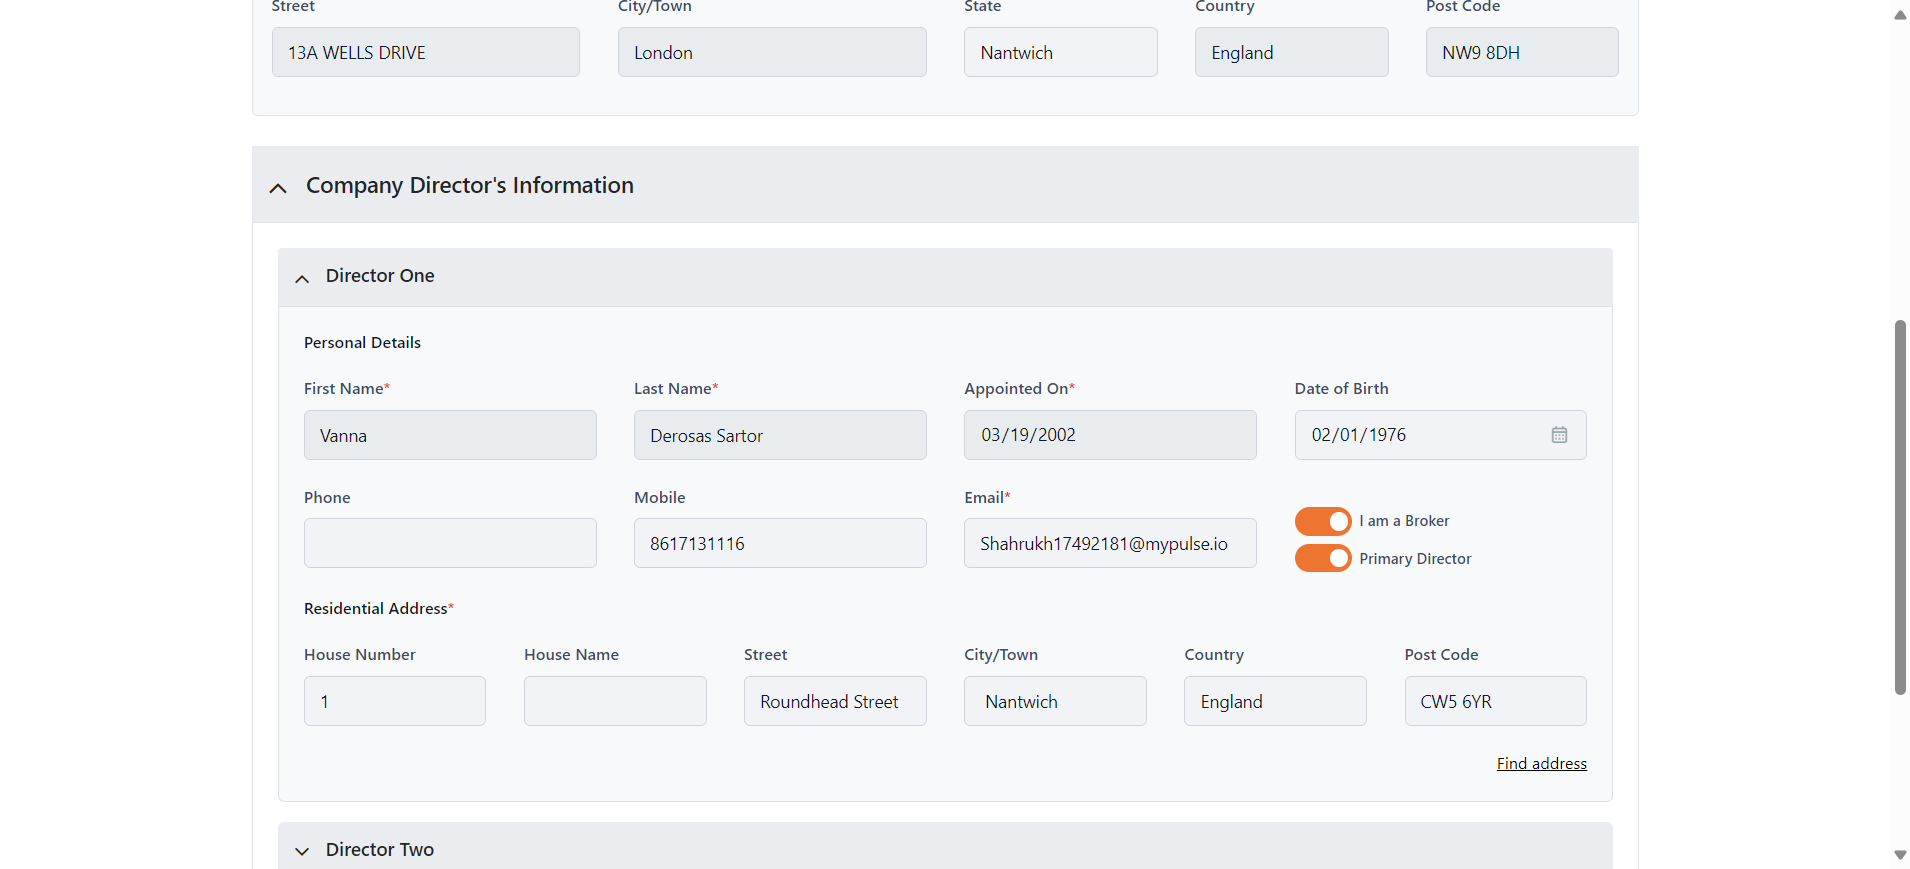 Street City/Town State Country Post Code
13A WELLS DRIVE London Nantwich England NW9 8DH
Company Director's Information
Director One
Personal Details
First Name* Last Name* Appointed On* Date of Birth
Vanna Derosas Sartor 03/19/2002 02/01/1976
Phone Mobile Email*
I am a Broker
8617131116 Shahrukh17492181@mypulse.io
Primary Director
Residential Address*
House Number House Name Street City/Town Country Post Code
1 Roundhead Street Nantwich England CW5 6YR
Find address
Director Two